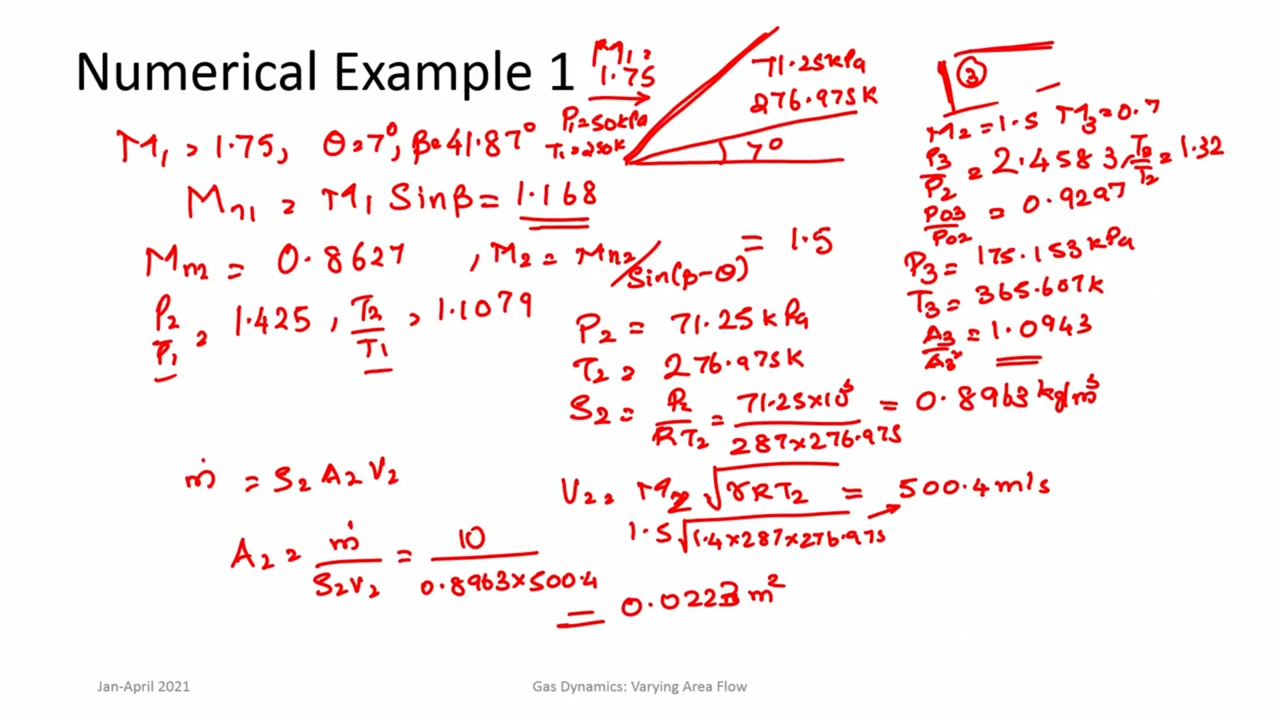 Numerical Example 1
M1 = 1.75, θ = 7°, β = 41.87°
Mn1 = M1 Sinβ = 1.168
Mn2 = 0.8627 , M2 = Mn2/Sin(β-θ) = 1.5
P2/P1 = 1.425 , T2/T1 = 1.1079
P2 = 71.25 kPa
T2 = 276.975 K
S2 = P2/RT2 = 71.25×10³/287×276.975 = 0.8963 kg/m³
ṁ = S2 A2 V2
V2 = M2 √γRT2 = 500.4 m/s
1.5 √1.4×287×276.975
A2 = ṁ/S2V2 = 10/0.8963×500.4
= 0.0223 m²
M1 =
1.75
P1=50kPa
T1=250K
71.25kPa
276.975K
7°
3
M2 = 1.5 M3 = 0.7
P3/P2 = 2.4583, T3/T2 = 1.32
P03/P02 = 0.9297
P3 = 175.153 kPa
T3 = 365.607 K
A3/A3* = 1.0943
Jan-April 2021
Gas Dynamics: Varying Area Flow